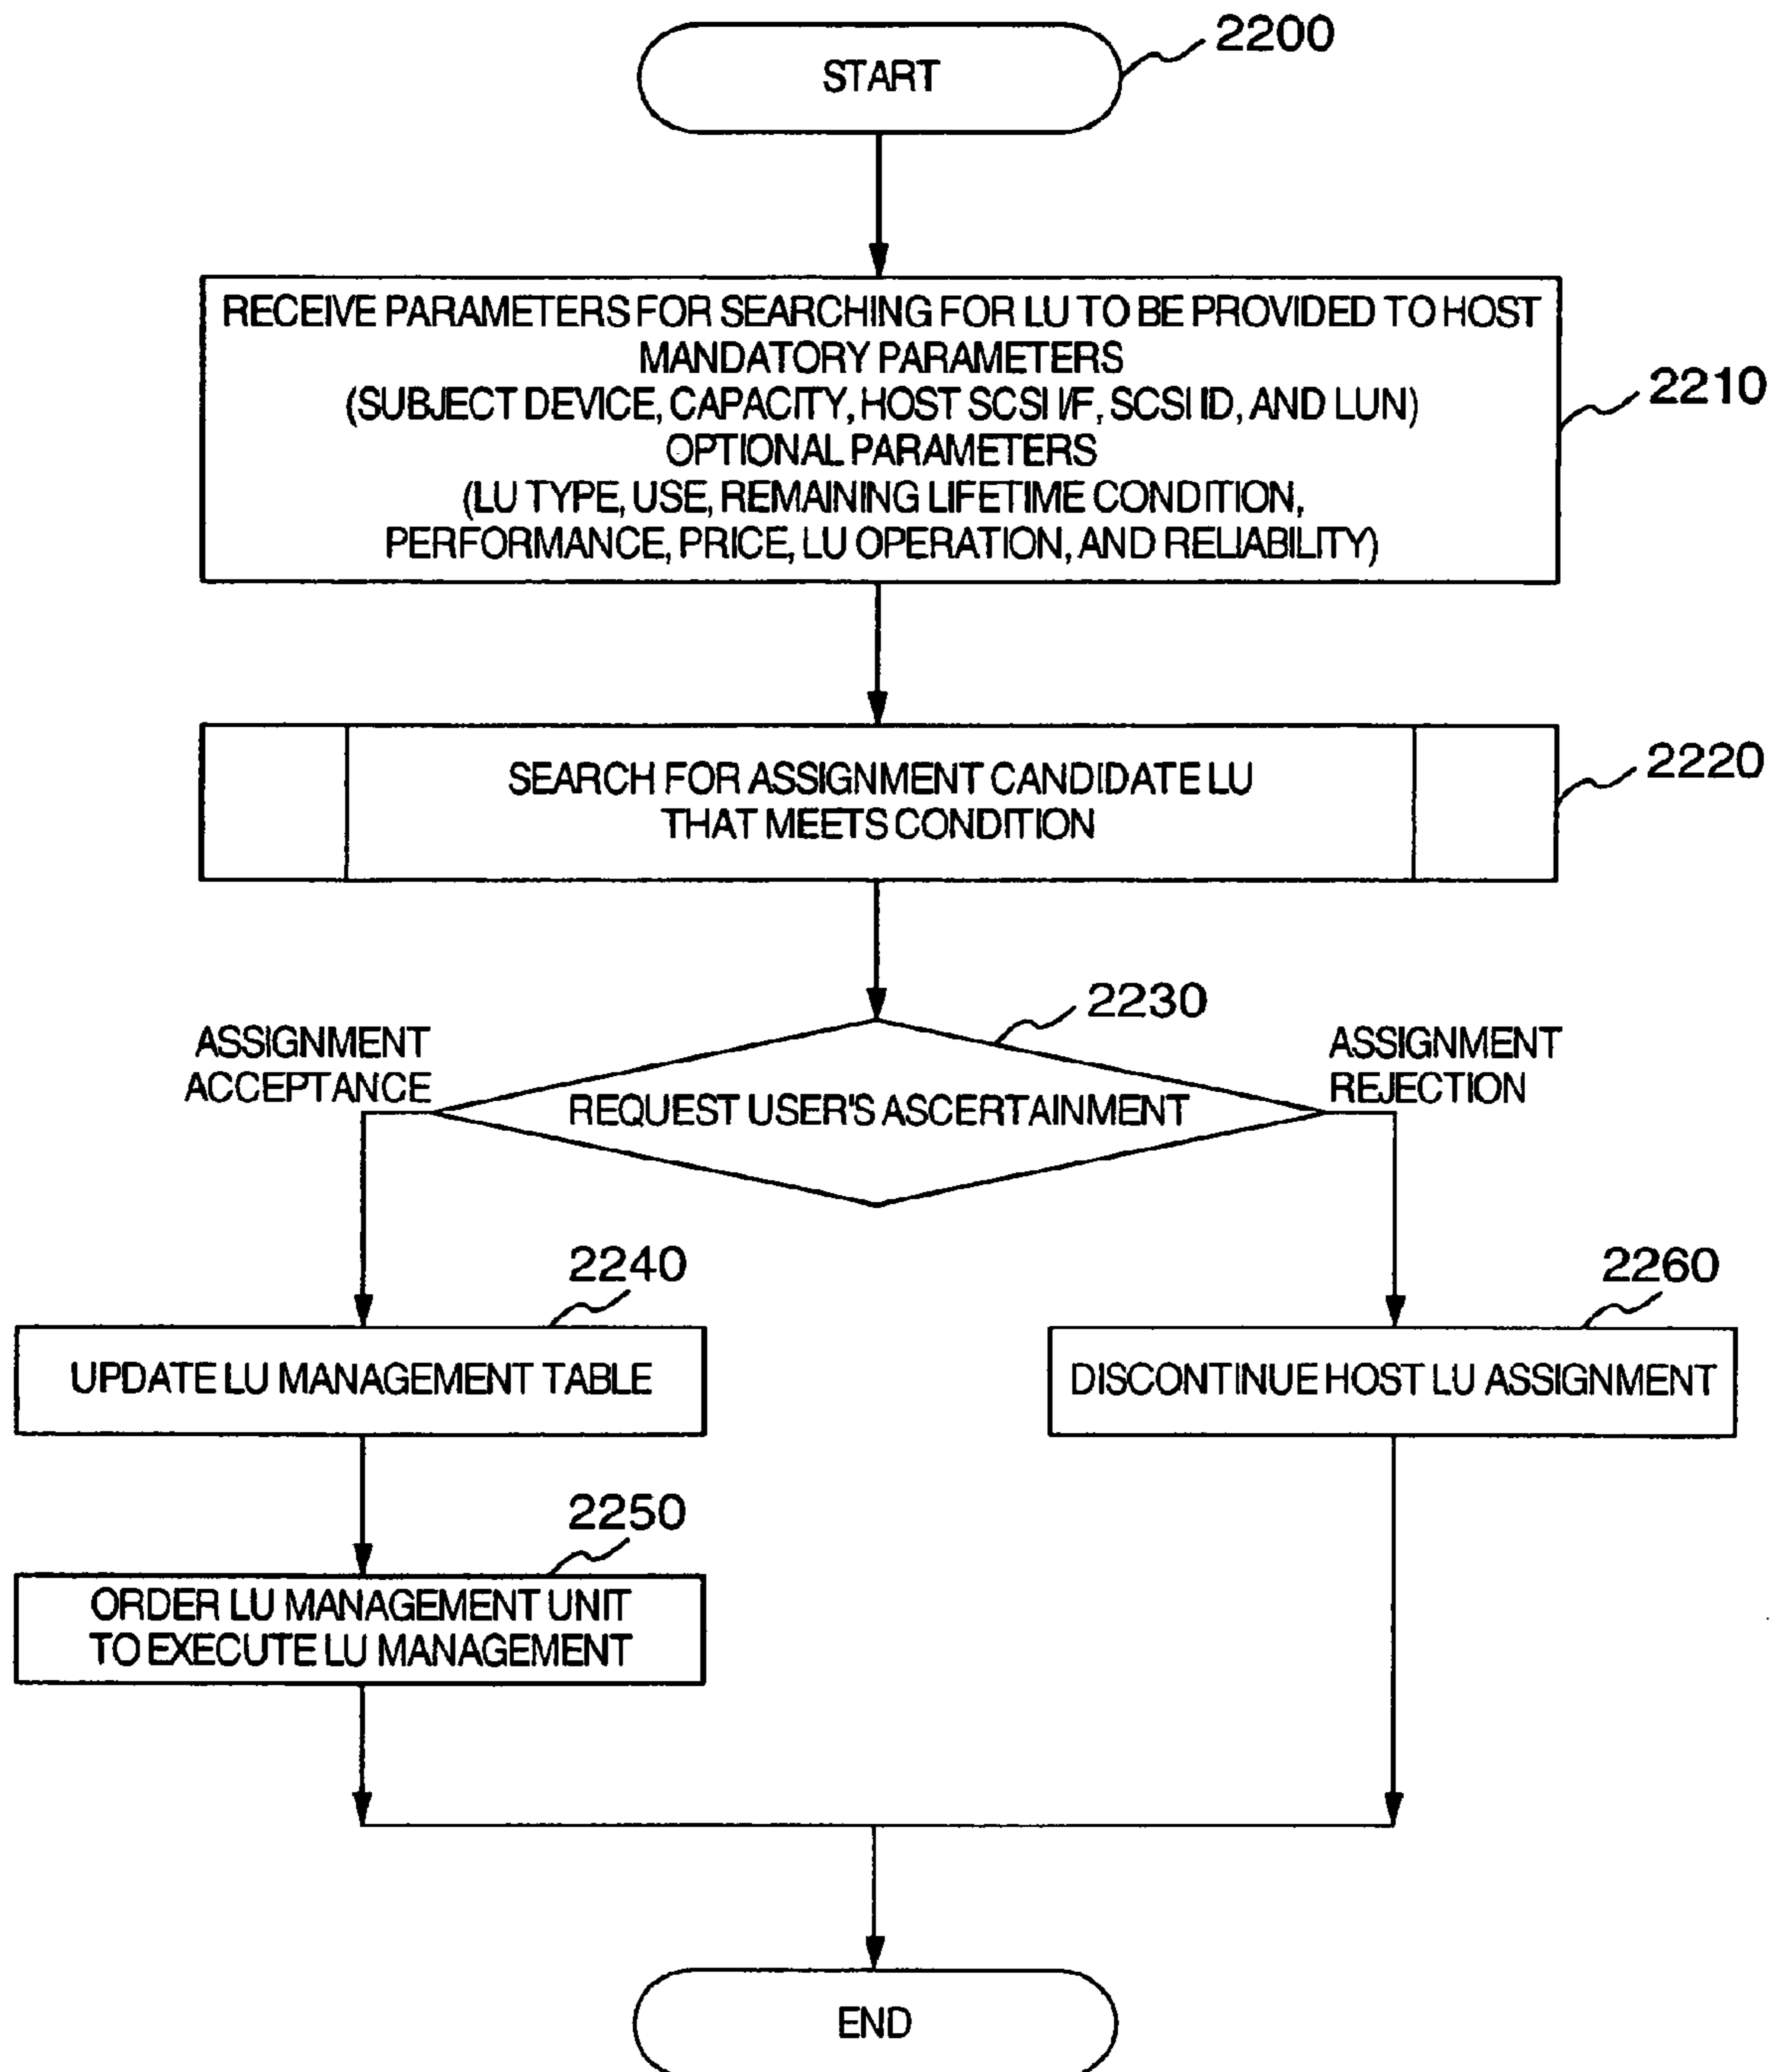 START
2200
RECEIVE PARAMETERS FOR SEARCHING FOR LU TO BE PROVIDED TO HOST
MANDATORY PARAMETERS
(SUBJECT DEVICE, CAPACITY, HOST SCSI I/F, SCSI ID, AND LUN)
OPTIONAL PARAMETERS
(LU TYPE, USE, REMAINING LIFETIME CONDITION,
PERFORMANCE, PRICE, LU OPERATION, AND RELIABILITY)
2210
SEARCH FOR ASSIGNMENT CANDIDATE LU
THAT MEETS CONDITION
2220
2230
ASSIGNMENT
ACCEPTANCE
REQUEST USER'S ASCERTAINMENT
ASSIGNMENT
REJECTION
2240
UPDATE LU MANAGEMENT TABLE
2260
DISCONTINUE HOST LU ASSIGNMENT
2250
ORDER LU MANAGEMENT UNIT
TO EXECUTE LU MANAGEMENT
END